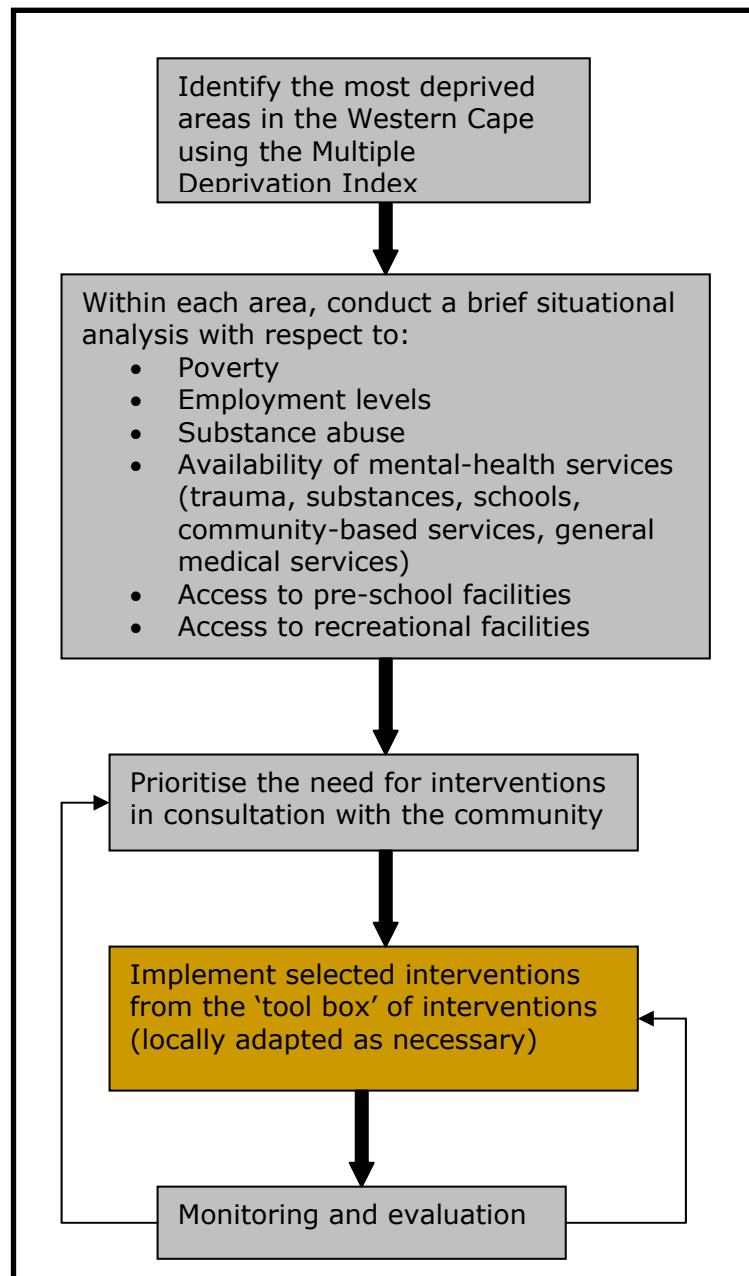 Identify the most deprived
areas in the Western Cape
using the Multiple
Deprivation Index
Within each area, conduct a brief situational
analysis with respect to:
• Poverty
• Employment levels
• Substance abuse
• Availability of mental-health services
(trauma, substances, schools,
community-based services, general
medical services)
• Access to pre-school facilities
• Access to recreational facilities
Prioritise the need for interventions
in consultation with the community
Implement selected interventions
from the ‘tool box’ of interventions
(locally adapted as necessary)
Monitoring and evaluation